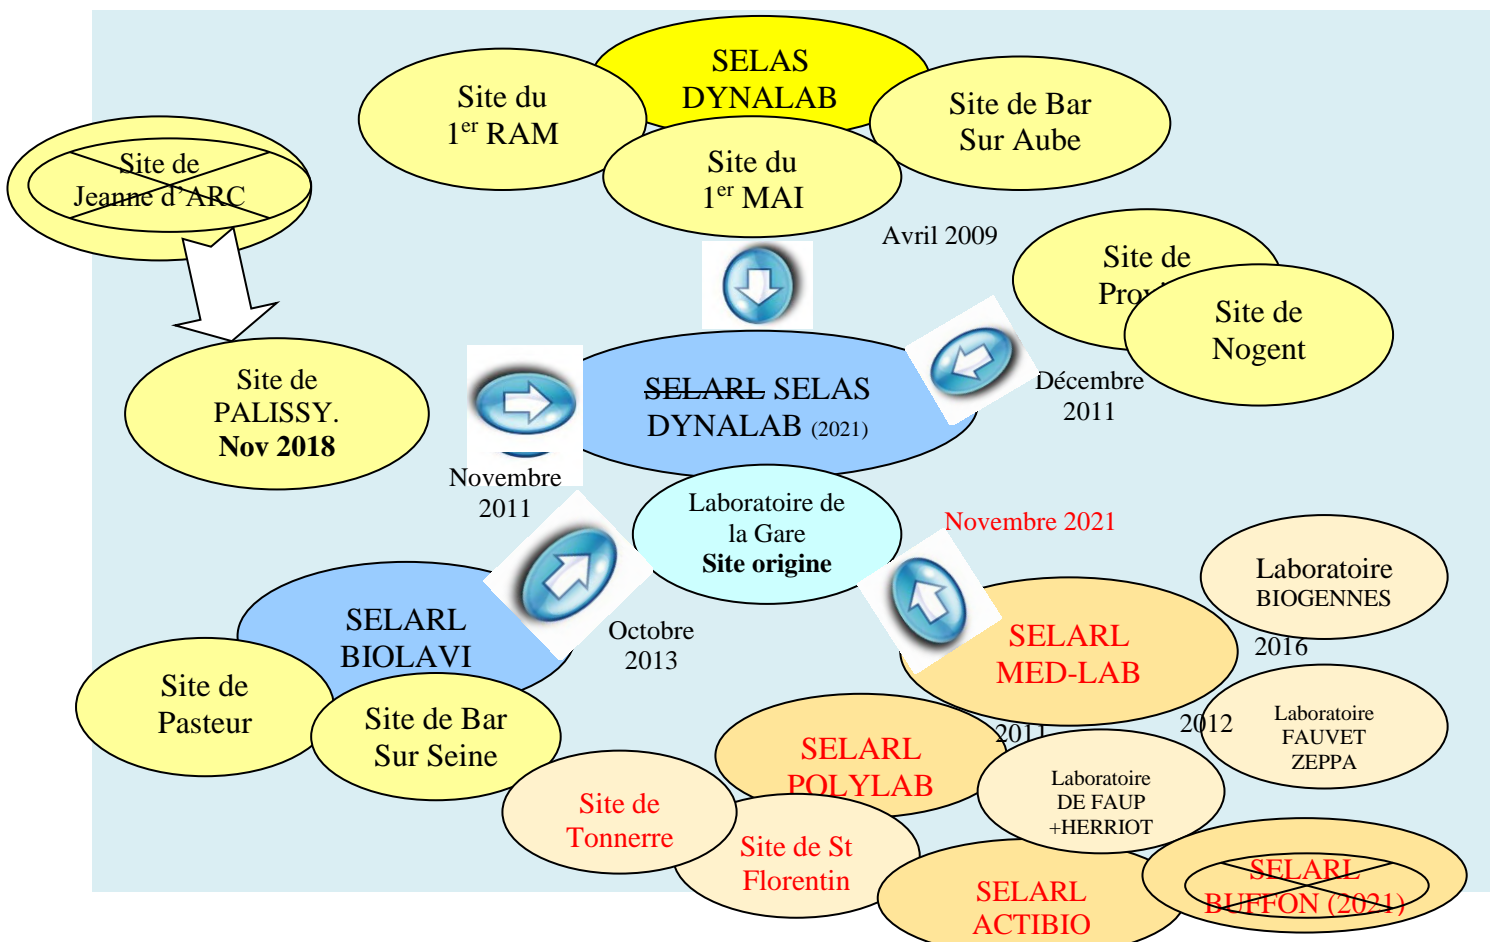 SELAS
DYNALAB
Site du
1er RAM
Site de Bar
Sur Aube
Site du
1er MAI
Site de
Jeanne d’ARC
Avril 2009
Site de
Site de
Nogent
Décembre
2011
Site de
PALISSY.
Nov 2018
SELARL SELAS
DYNALAB (2021)
Novembre
2011
Laboratoire de
la Gare
Site origine
Novembre 2021
Laboratoire
BIOGENNES
2016
SELARL
BIOLAVI
Octobre
2013
SELARL
MED-LAB
Site de
Pasteur
Site de Bar
Sur Seine
2011
2012
Laboratoire
FAUVET
ZEPPA
SELARL
POLYLAB
Laboratoire
DE FAUP
+HERRIOT
Site de
Tonnerre
Site de St
Florentin
SELARL
ACTIBIO
SELARL
BUFFON (2021)